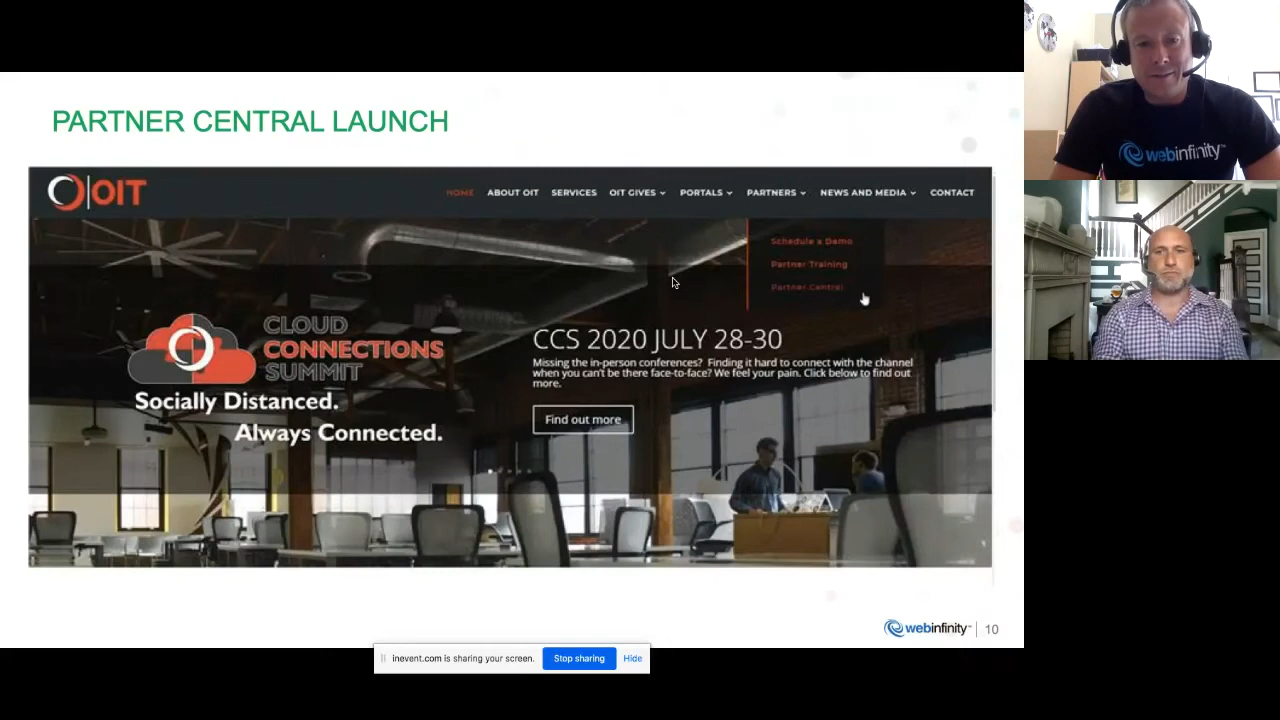 PARTNER CENTRAL LAUNCH
OIT
HOME ABOUT OIT SERVICES OIT GIVES PORTALS PARTNERS NEWS AND MEDIA CONTACT
Schedule a Demo
Partner Training
Partner Central
CLOUD
CONNECTIONS
SUMMIT
Socially Distanced.
Always Connected.
CCS 2020 JULY 28-30
Missing the in-person conferences? Finding it hard to connect with the channel
when you can't be there face-to-face? We feel your pain. Click below to find out
more.
Find out more
webinfinity™ 10
inevent.com is sharing your screen. Stop sharing Hide
webinfinity™